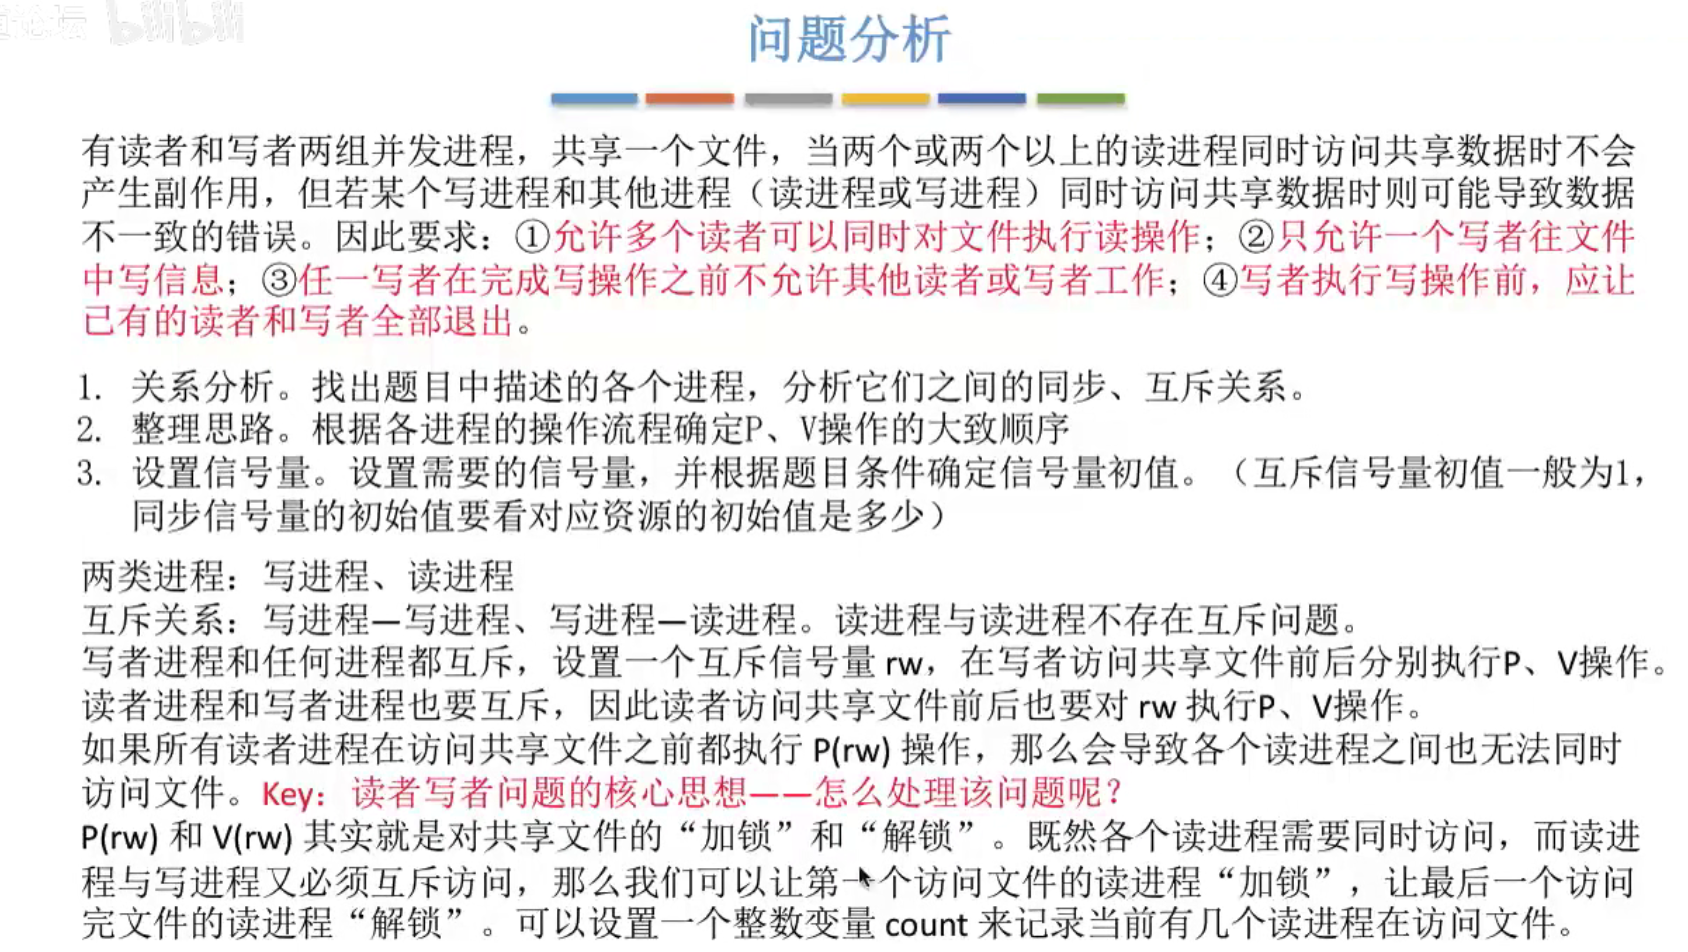 论坛 bilibili
问题分析
有读者和写者两组并发进程，共享一个文件，当两个或两个以上的读进程同时访问共享数据时不会
产生副作用，但若某个写进程和其他进程（读进程或写进程）同时访问共享数据时则可能导致数据
不一致的错误。因此要求：①允许多个读者可以同时对文件执行读操作；②只允许一个写者往文件
中写信息；③任一写者在完成写操作之前不允许其他读者或写者工作；④写者执行写操作前，应让
已有的读者和写者全部退出。
1. 关系分析。找出题目中描述的各个进程，分析它们之间的同步、互斥关系。
2. 整理思路。根据各进程的操作流程确定P、V操作的大致顺序
3. 设置信号量。设置需要的信号量，并根据题目条件确定信号量初值。（互斥信号量初值一般为1，
同步信号量的初始值要看对应资源的初始值是多少）
两类进程：写进程、读进程
互斥关系：写进程—写进程、写进程—读进程。读进程与读进程不存在互斥问题。
写者进程和任何进程都互斥，设置一个互斥信号量 rw，在写者访问共享文件前后分别执行P、V操作。
读者进程和写者进程也要互斥，因此读者访问共享文件前后也要对 rw 执行P、V操作。
如果所有读者进程在访问共享文件之前都执行 P(rw) 操作，那么会导致各个读进程之间也无法同时
访问文件。Key：读者写者问题的核心思想——怎么处理该问题呢？
P(rw) 和 V(rw) 其实就是对共享文件的“加锁”和“解锁”。既然各个读进程需要同时访问，而读进
程与写进程又必须互斥访问，那么我们可以让第一个访问文件的读进程“加锁”，让最后一个访问
完文件的读进程“解锁”。可以设置一个整数变量 count 来记录当前有几个读进程在访问文件。